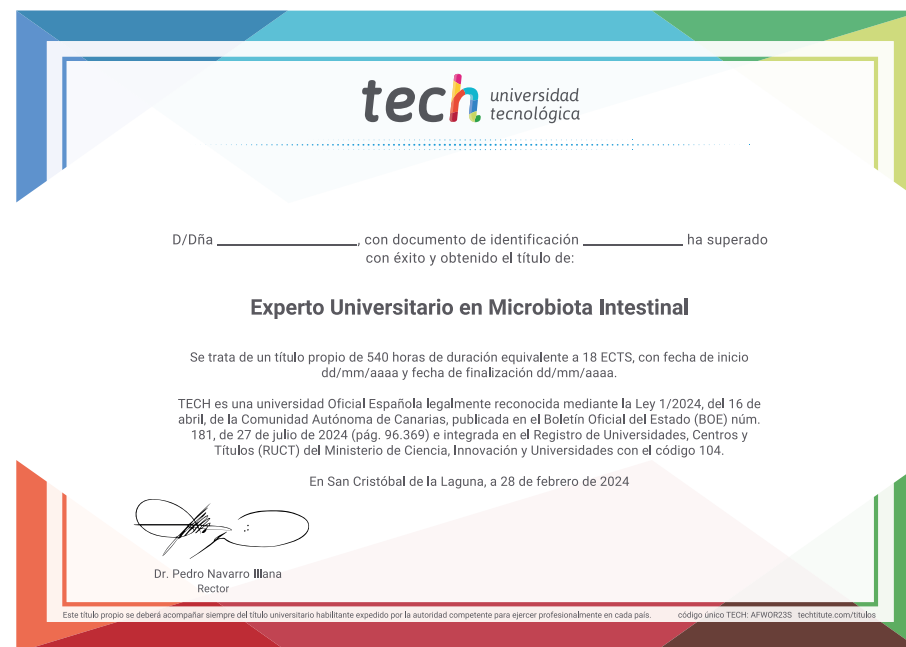 tech universidad
tecnológica
D/Dña ____________, con documento de identificación ____________ ha superado
con éxito y obtenido el título de:
Experto Universitario en Microbiota Intestinal
Se trata de un título propio de 540 horas de duración equivalente a 18 ECTS, con fecha de inicio
dd/mm/aaaa y fecha de finalización dd/mm/aaaa.
TECH es una universidad Oficial Española legalmente reconocida mediante la Ley 1/2024, del 16 de
abril, de la Comunidad Autónoma de Canarias, publicada en el Boletín Oficial del Estado (BOE) núm.
181, de 27 de julio de 2024 (pág. 96.369) e integrada en el Registro de Universidades, Centros y
Títulos (RUCT) del Ministerio de Ciencia, Innovación y Universidades con el código 104.
En San Cristóbal de la Laguna, a 28 de febrero de 2024
Dr. Pedro Navarro Illana
Rector
Este título propio se deberá acompañar siempre del título universitario habilitante expedido por la autoridad competente para ejercer profesionalmente en cada país. código único TECH: AFWOR23S techtitute.com/titulos